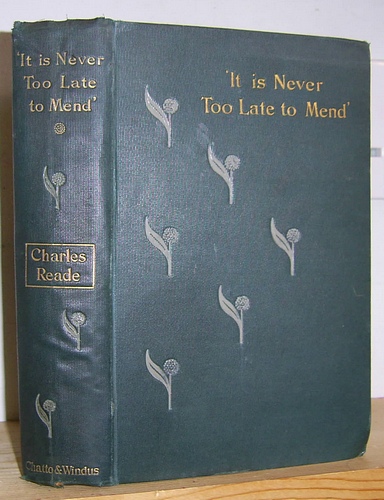 'It is Never
Too Late
to Mend'
Charles
Reade
Chatto & Windus
'It is Never
Too Late to Mend'